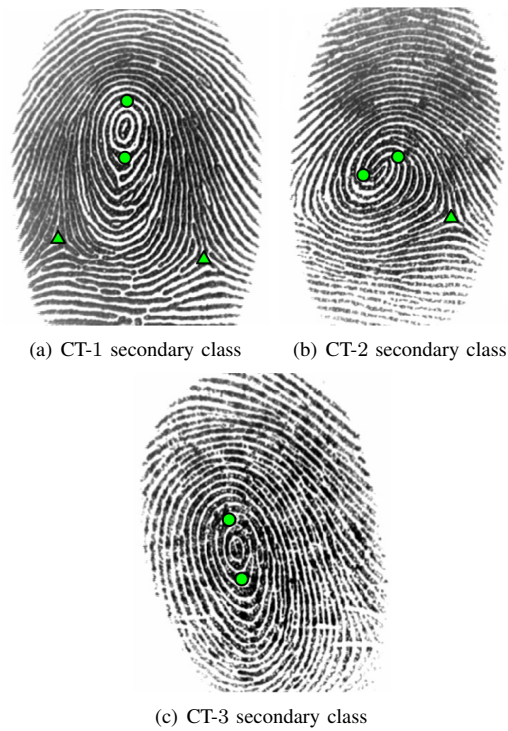 (a) CT-1 secondary class
(b) CT-2 secondary class
(c) CT-3 secondary class